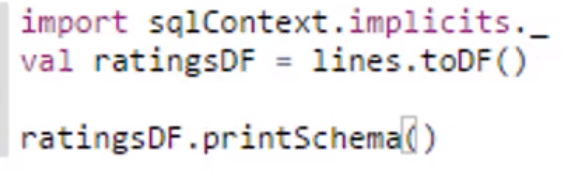 import sqlContext.implicits._
val ratingsDF = lines.toDF()
ratingsDF.printSchema()